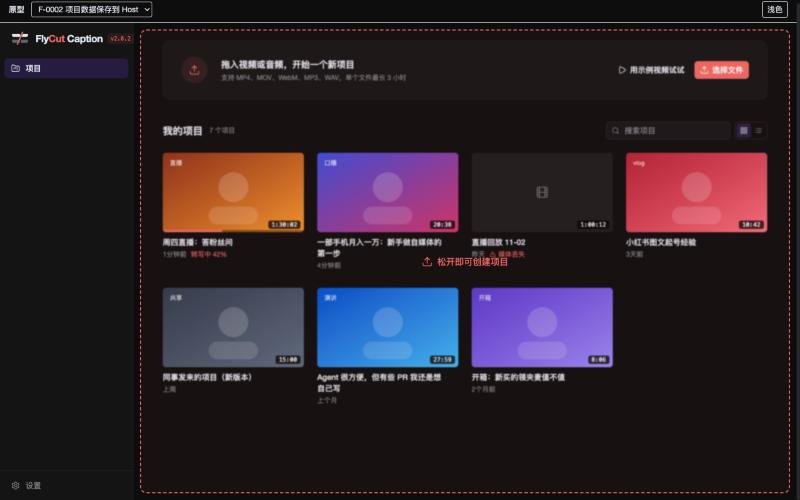 原型
F-0002 项目数据保存到 Host
浅色
FlyCut Caption
v2.0.2
项目
拖入视频或音频，开始一个新项目
支持 MP4、MOV、WebM、MP3、WAV，单个文件最长 3 小时
用示例视频试试
选择文件
我的项目
7 个项目
搜索项目
直播
1:30:02
周四直播：答粉丝问
1分钟前
转写中 42%
口播
20:38
一部手机月入一万：新手做自媒体的
第一步
4分钟前
1:00:12
直播回放 11-02
昨天
媒体丢失
vlog
10:42
小红书图文起号经验
3天前
松开即可创建项目
共享
15:00
同事发来的项目（新版本）
上周
演讲
27:59
Agent 很方便，但有些 PR 我还是想
自己写
上个月
开箱
8:06
开箱：新买的领夹麦值不值
2个月前
设置